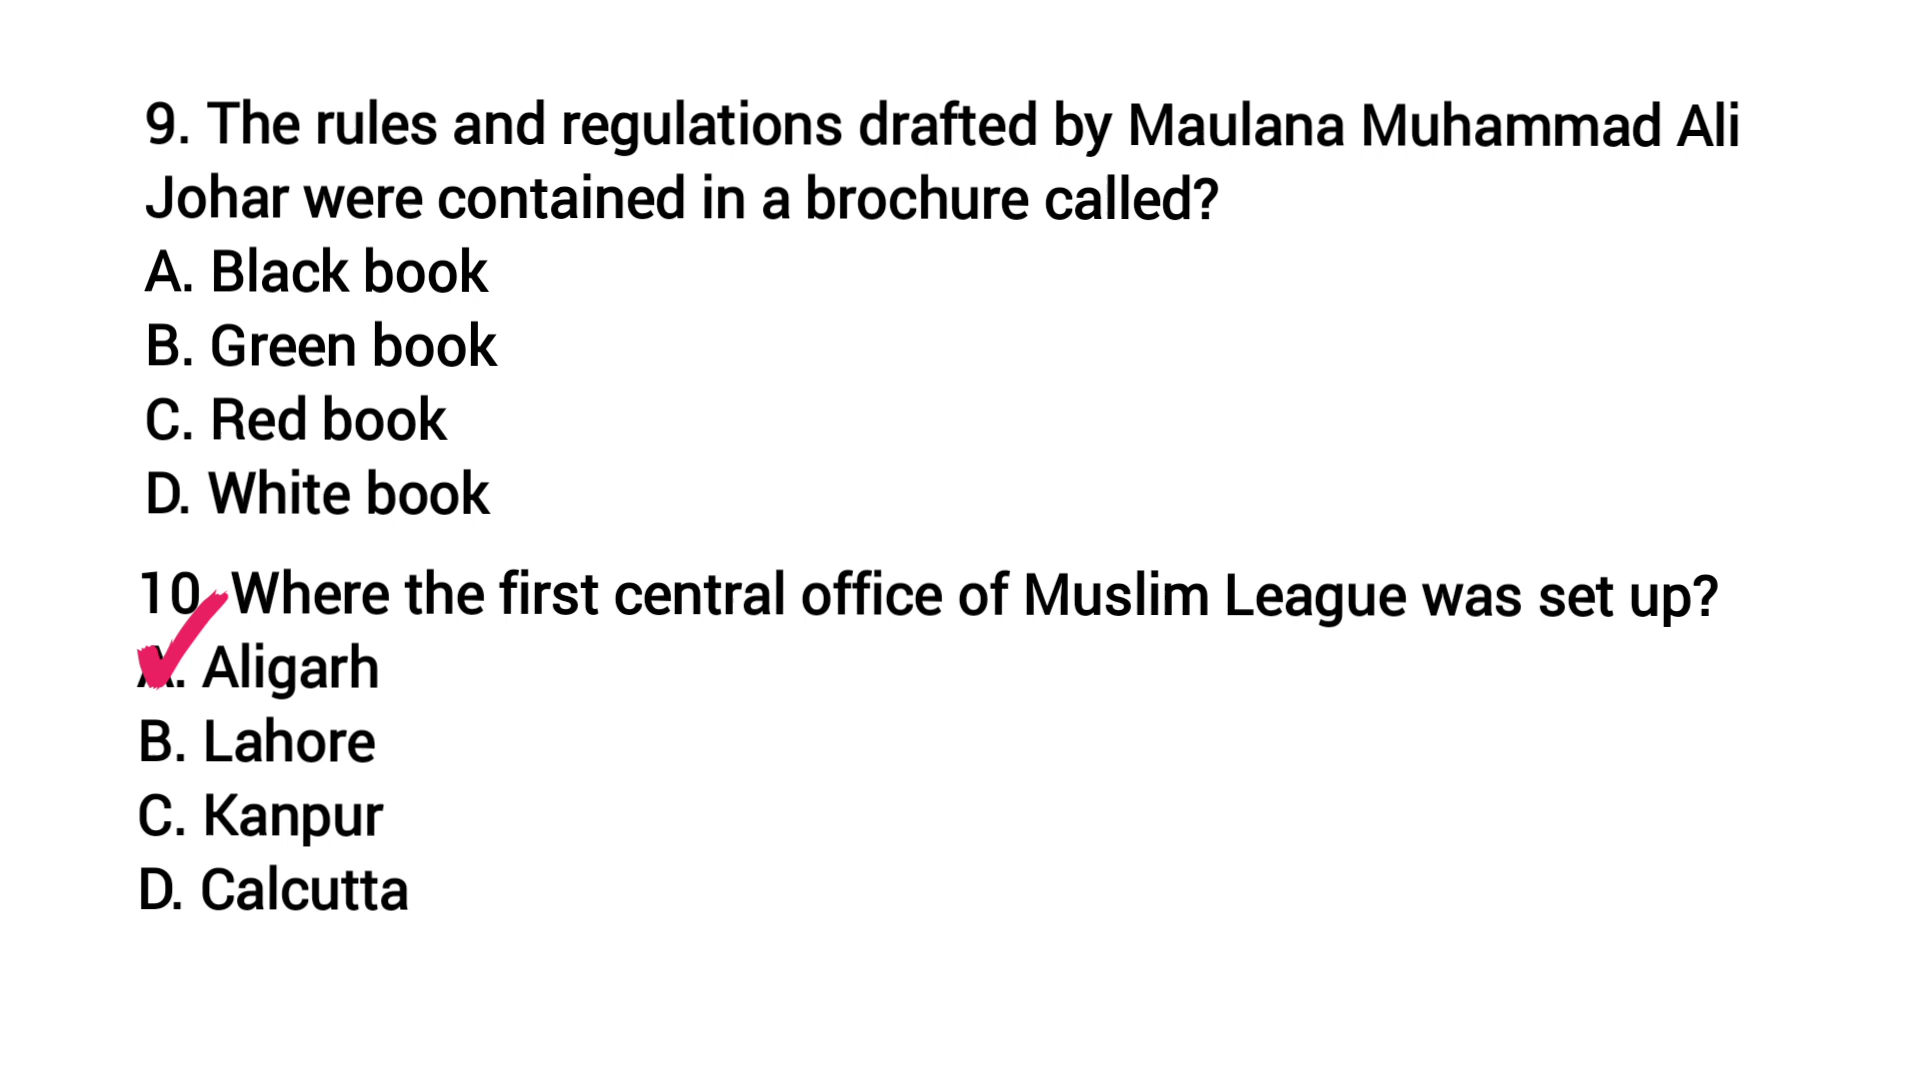 9. The rules and regulations drafted by Maulana Muhammad Ali
Johar were contained in a brochure called?
A. Black book
B. Green book
C. Red book
D. White book
10. Where the first central office of Muslim League was set up?
A. Aligarh
B. Lahore
C. Kanpur
D. Calcutta